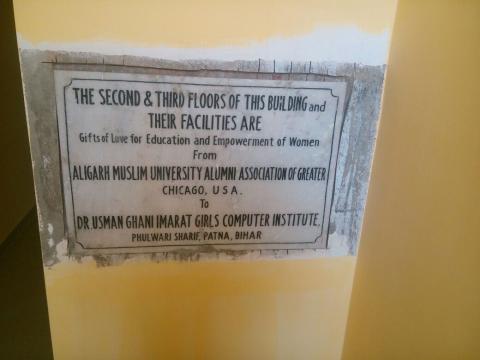 THE SECOND & THIRD FLOORS OF THIS BUILDING and
THEIR FACILITIES ARE
Gifts of Love for Education and Empowerment of Women
From
ALIGARH MUSLIM UNIVERSITY ALUMNI ASSOCIATION OF GREATER
CHICAGO, U.S.A.
To
DR.USMAN GHANI IMARAT GIRLS COMPUTER INSTITUTE,
PHULWARI SHARIF, PATNA, BIHAR